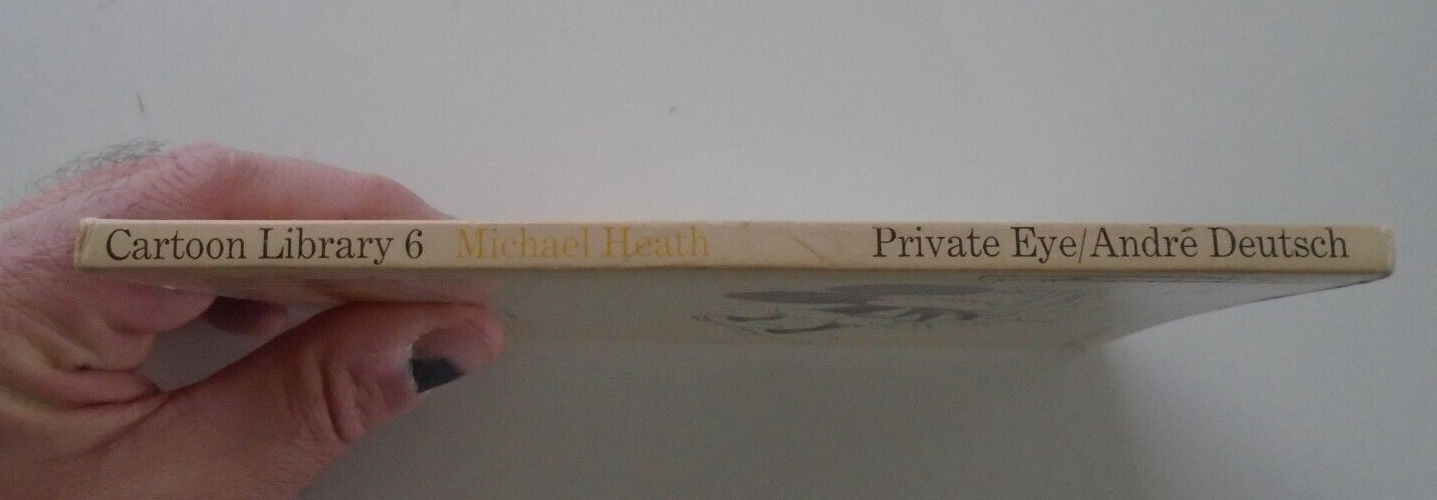 Cartoon Library 6 Michael Heath Private Eye/André Deutsch